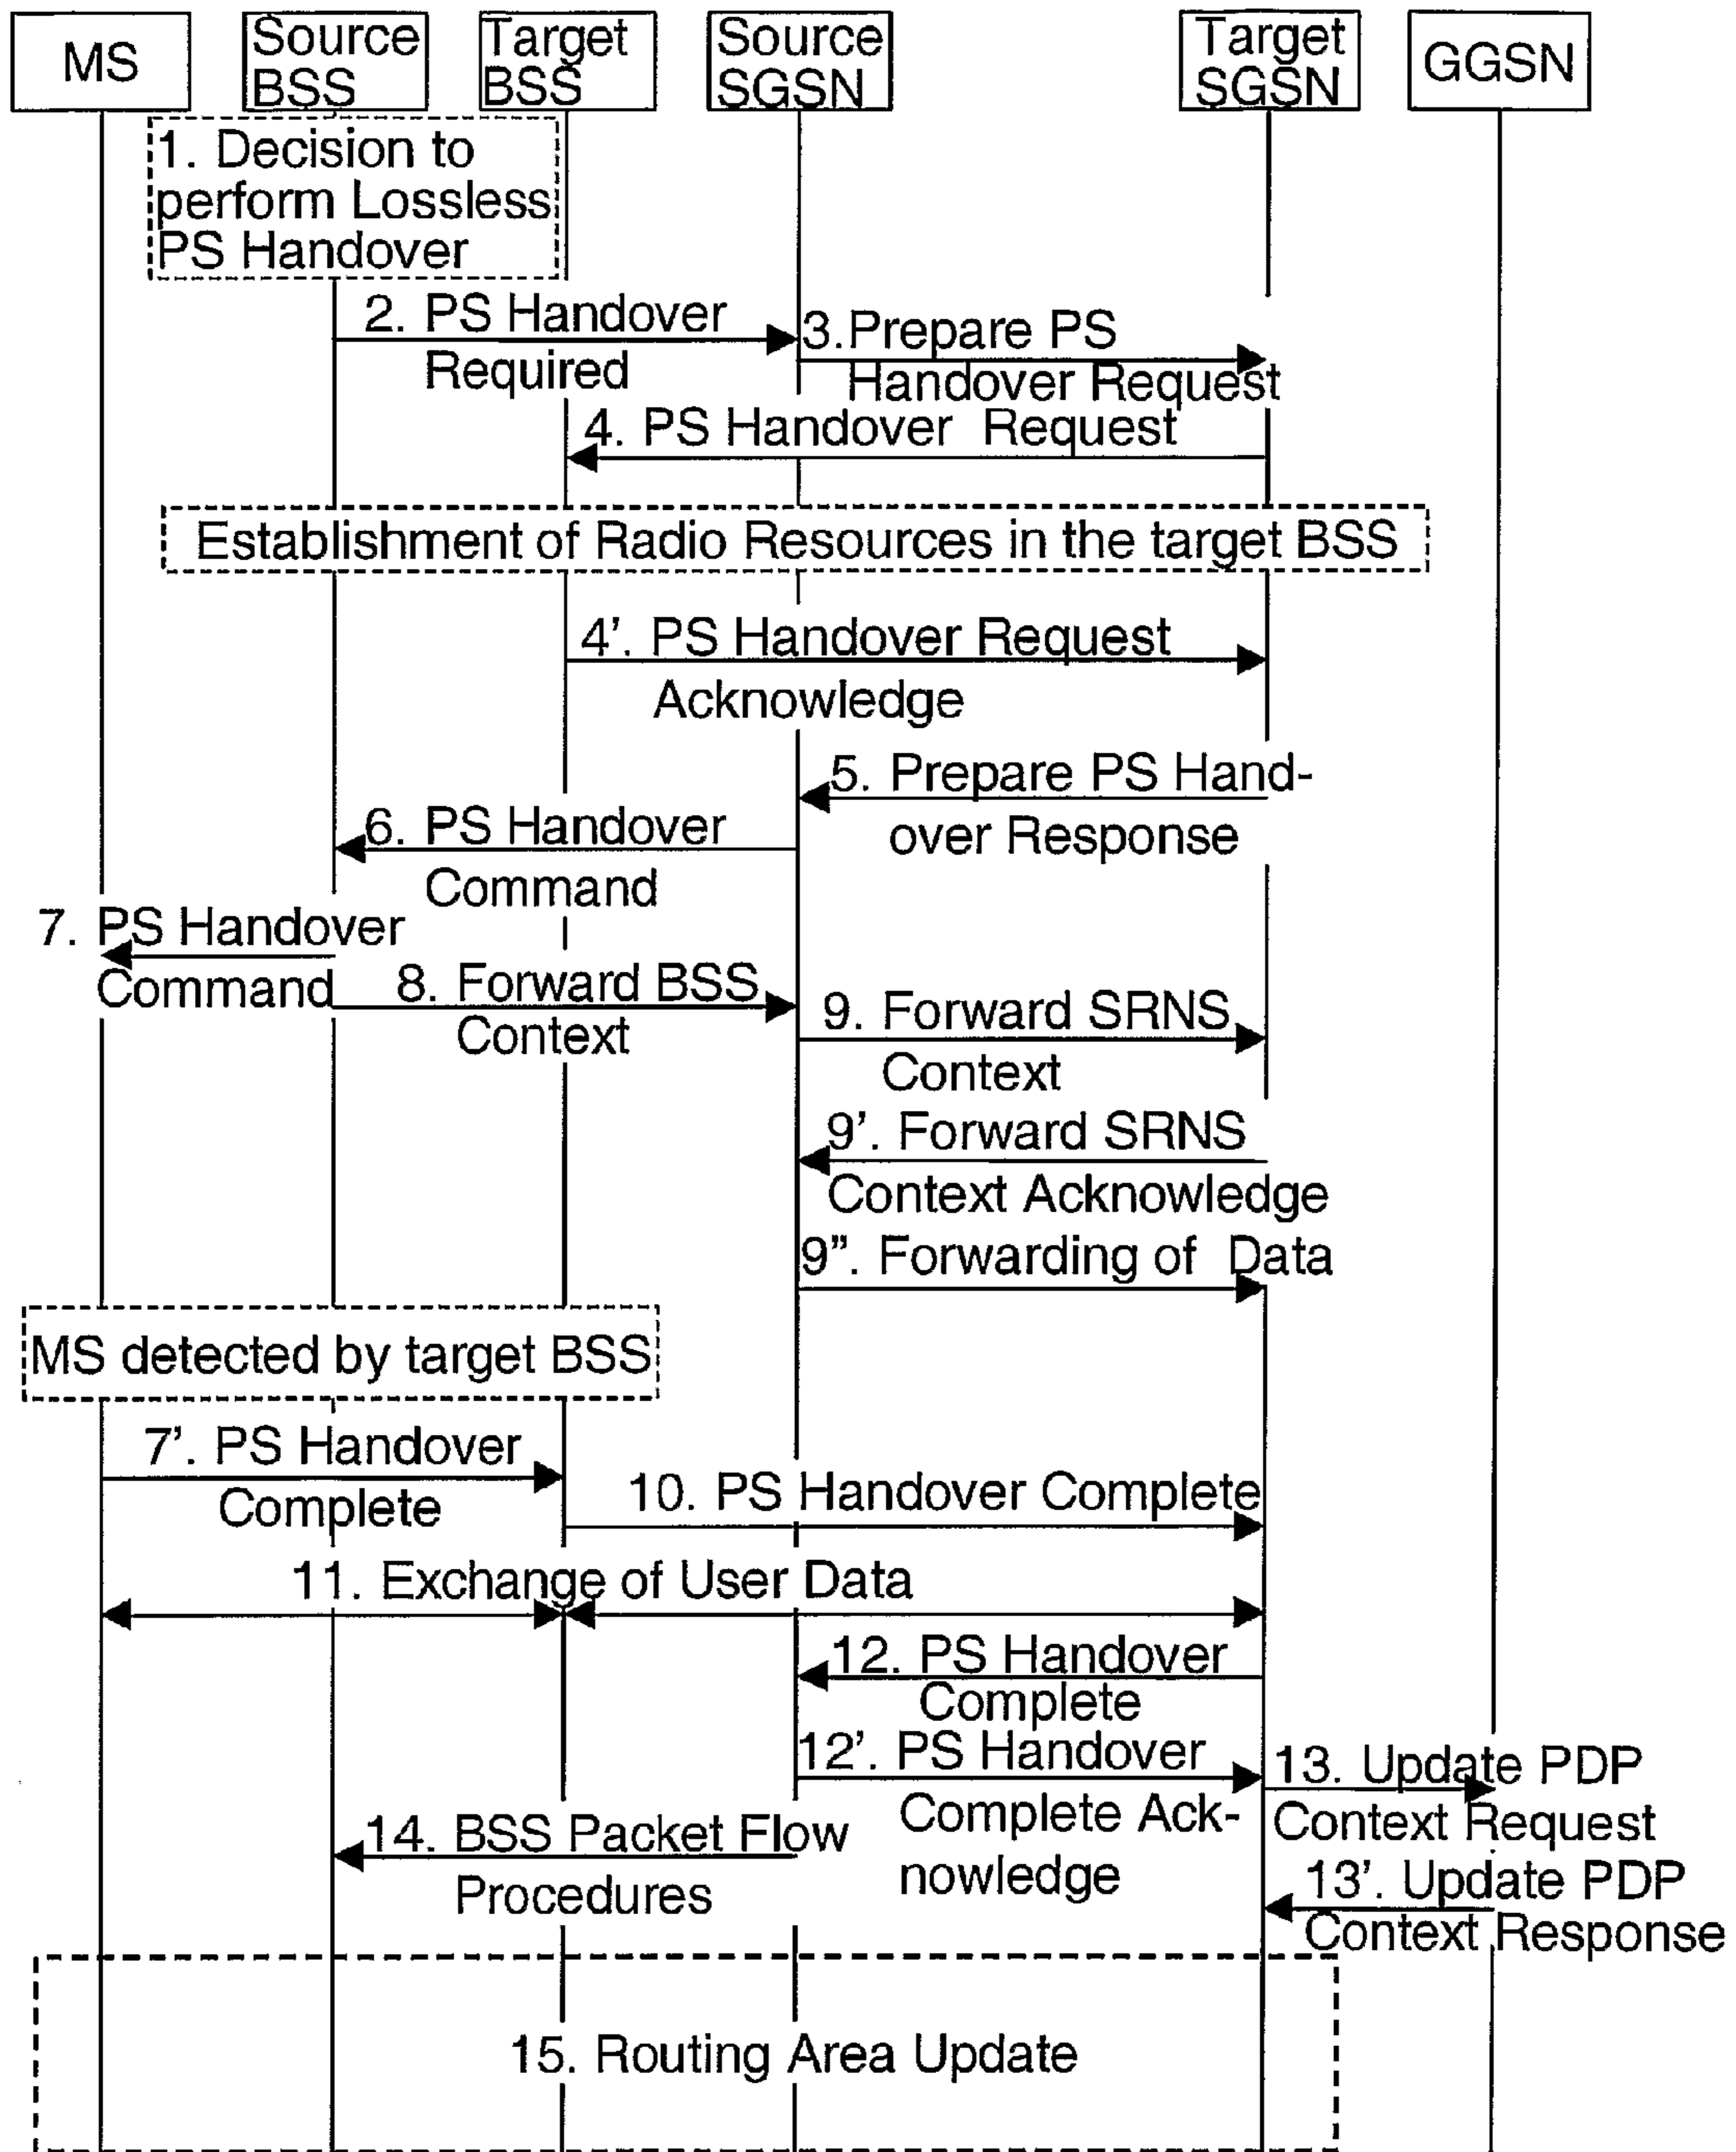 MS
Source
BSS
Target
BSS
Source
SGSN
Target
SGSN
GGSN
1. Decision to
perform Lossless
PS Handover
2. PS Handover
Required
3.Prepare PS
Handover Request
4. PS Handover Request
Establishment of Radio Resources in the target BSS
4'. PS Handover Request
Acknowledge
5. Prepare PS Hand-
over Response
6. PS Handover
Command
7. PS Handover
Command
8. Forward BSS
Context
9. Forward SRNS
Context
9'. Forward SRNS
Context Acknowledge
9". Forwarding of Data
MS detected by target BSS
7'. PS Handover
Complete
10. PS Handover Complete
11. Exchange of User Data
12. PS Handover
Complete
12'. PS Handover
Complete Ack-
nowledge
13. Update PDP
Context Request
14. BSS Packet Flow
Procedures
13'. Update PDP
Context Response
15. Routing Area Update